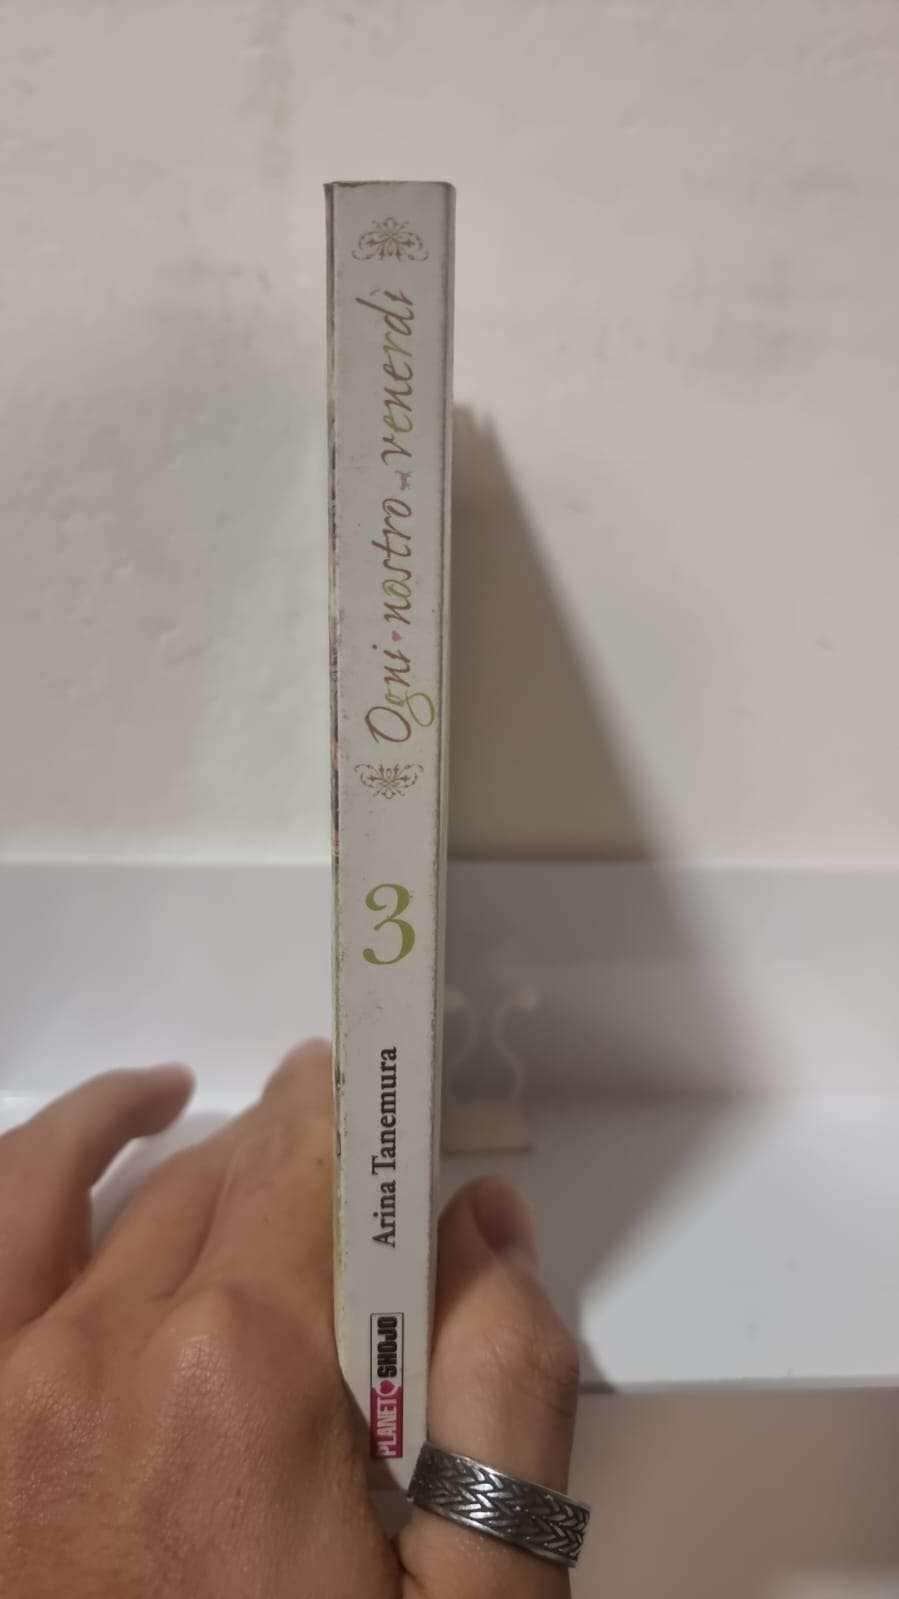 Ogni nostro venerdì
3
Arina Tanemura
PLANET SHOJO